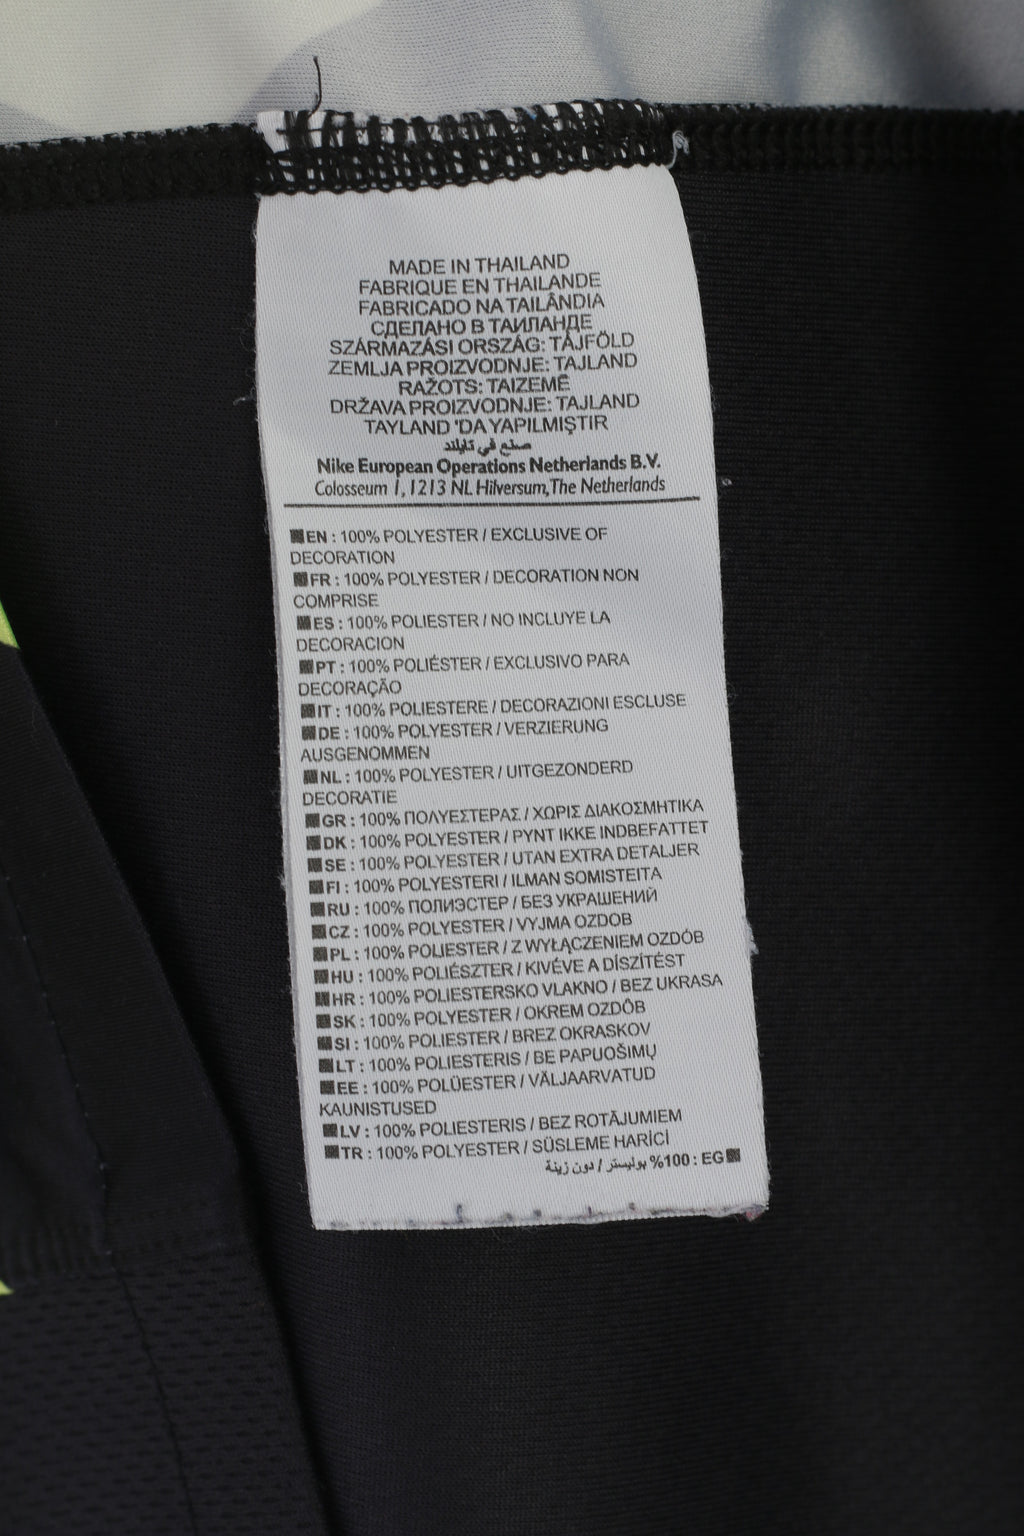 MADE IN THAILAND
FABRIQUE EN THAILANDE
FABRICADO NA TAILÂNDIA
СДЕЛАНО В ТАИЛАНДЕ
SZÁRMAZÁSI ORSZÁG: TÁJFÖLD
ZEMLJA PROIZVODNJE: TAJLAND
RAŽOTS: TAIZEMĒ
DRŽAVA PROIZVODNJE: TAJLAND
TAYLAND 'DA YAPILMIŞTIR
صنع في تايلند
Nike European Operations Netherlands B.V.
Colosseum 1, 1213 NL Hilversum, The Netherlands
EN : 100% POLYESTER / EXCLUSIVE OF
DECORATION
FR : 100% POLYESTER / DECORATION NON
COMPRISE
ES : 100% POLIESTER / NO INCLUYE LA
DECORACION
PT : 100% POLIÉSTER / EXCLUSIVO PARA
DECORAÇÃO
IT : 100% POLIESTERE / DECORAZIONI ESCLUSE
DE : 100% POLYESTER / VERZIERUNG
AUSGENOMMEN
NL : 100% POLYESTER / UITGEZONDERD
DECORATIE
GR : 100% ΠΟΛΥΕΣΤΕΡΑΣ / ΧΩΡΙΣ ΔΙΑΚΟΣΜΗΤΙΚΑ
DK : 100% POLYESTER / PYNT IKKE INDBEFATTET
SE : 100% POLYESTER / UTAN EXTRA DETALJER
FI : 100% POLYESTERI / ILMAN SOMISTEITA
RU : 100% ПОЛИЭСТЕР / БЕЗ УКРАШЕНИЙ
CZ : 100% POLYESTER / VYJMA OZDOB
PL : 100% POLIESTER / Z WYŁĄCZENIEM OZDÓB
HU : 100% POLIÉSZTER / KIVÉVE A DÍSZÍTÉST
HR : 100% POLIESTERSKO VLAKNO / BEZ UKRASA
SK : 100% POLYESTER / OKREM OZDÔB
SI : 100% POLIESTER / BREZ OKRASKOV
LT : 100% POLIESTERIS / BE PAPUOŠIMŲ
EE : 100% POLÜESTER / VÄLJAARVATUD
KAUNISTUSED
LV : 100% POLIESTERIS / BEZ ROTĀJUMIEM
TR : 100% POLYESTER / SÜSLEME HARİCİ
EG : 100% بوليستر / دون زينة